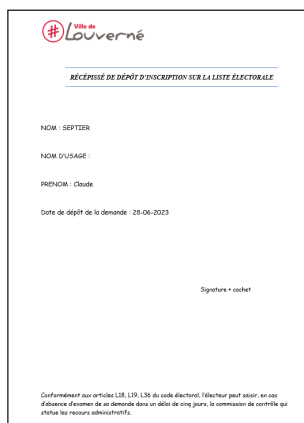 Ville de
Louverné
RÉCÉPISSÉ DE DÉPÔT D'INSCRIPTION SUR LA LISTE ÉLECTORALE
NOM : SEPTIER
NOM D'USAGE :
PRENOM : Claude
Date de dépôt de la demande : 28-06-2023
Signature + cachet
Conformément aux articles L18, L19, L36 du code électoral, l'électeur peut saisir, en cas
d'absence d'examen de sa demande dans un délai de cinq jours, la commission de contrôle qui
statue les recours administratifs.